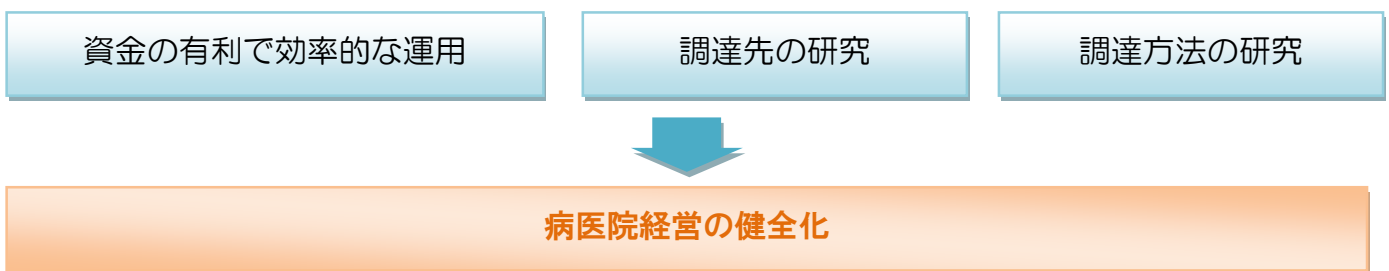 資金の有利で効率的な運用
調達先の研究
調達方法の研究
病医院経営の健全化